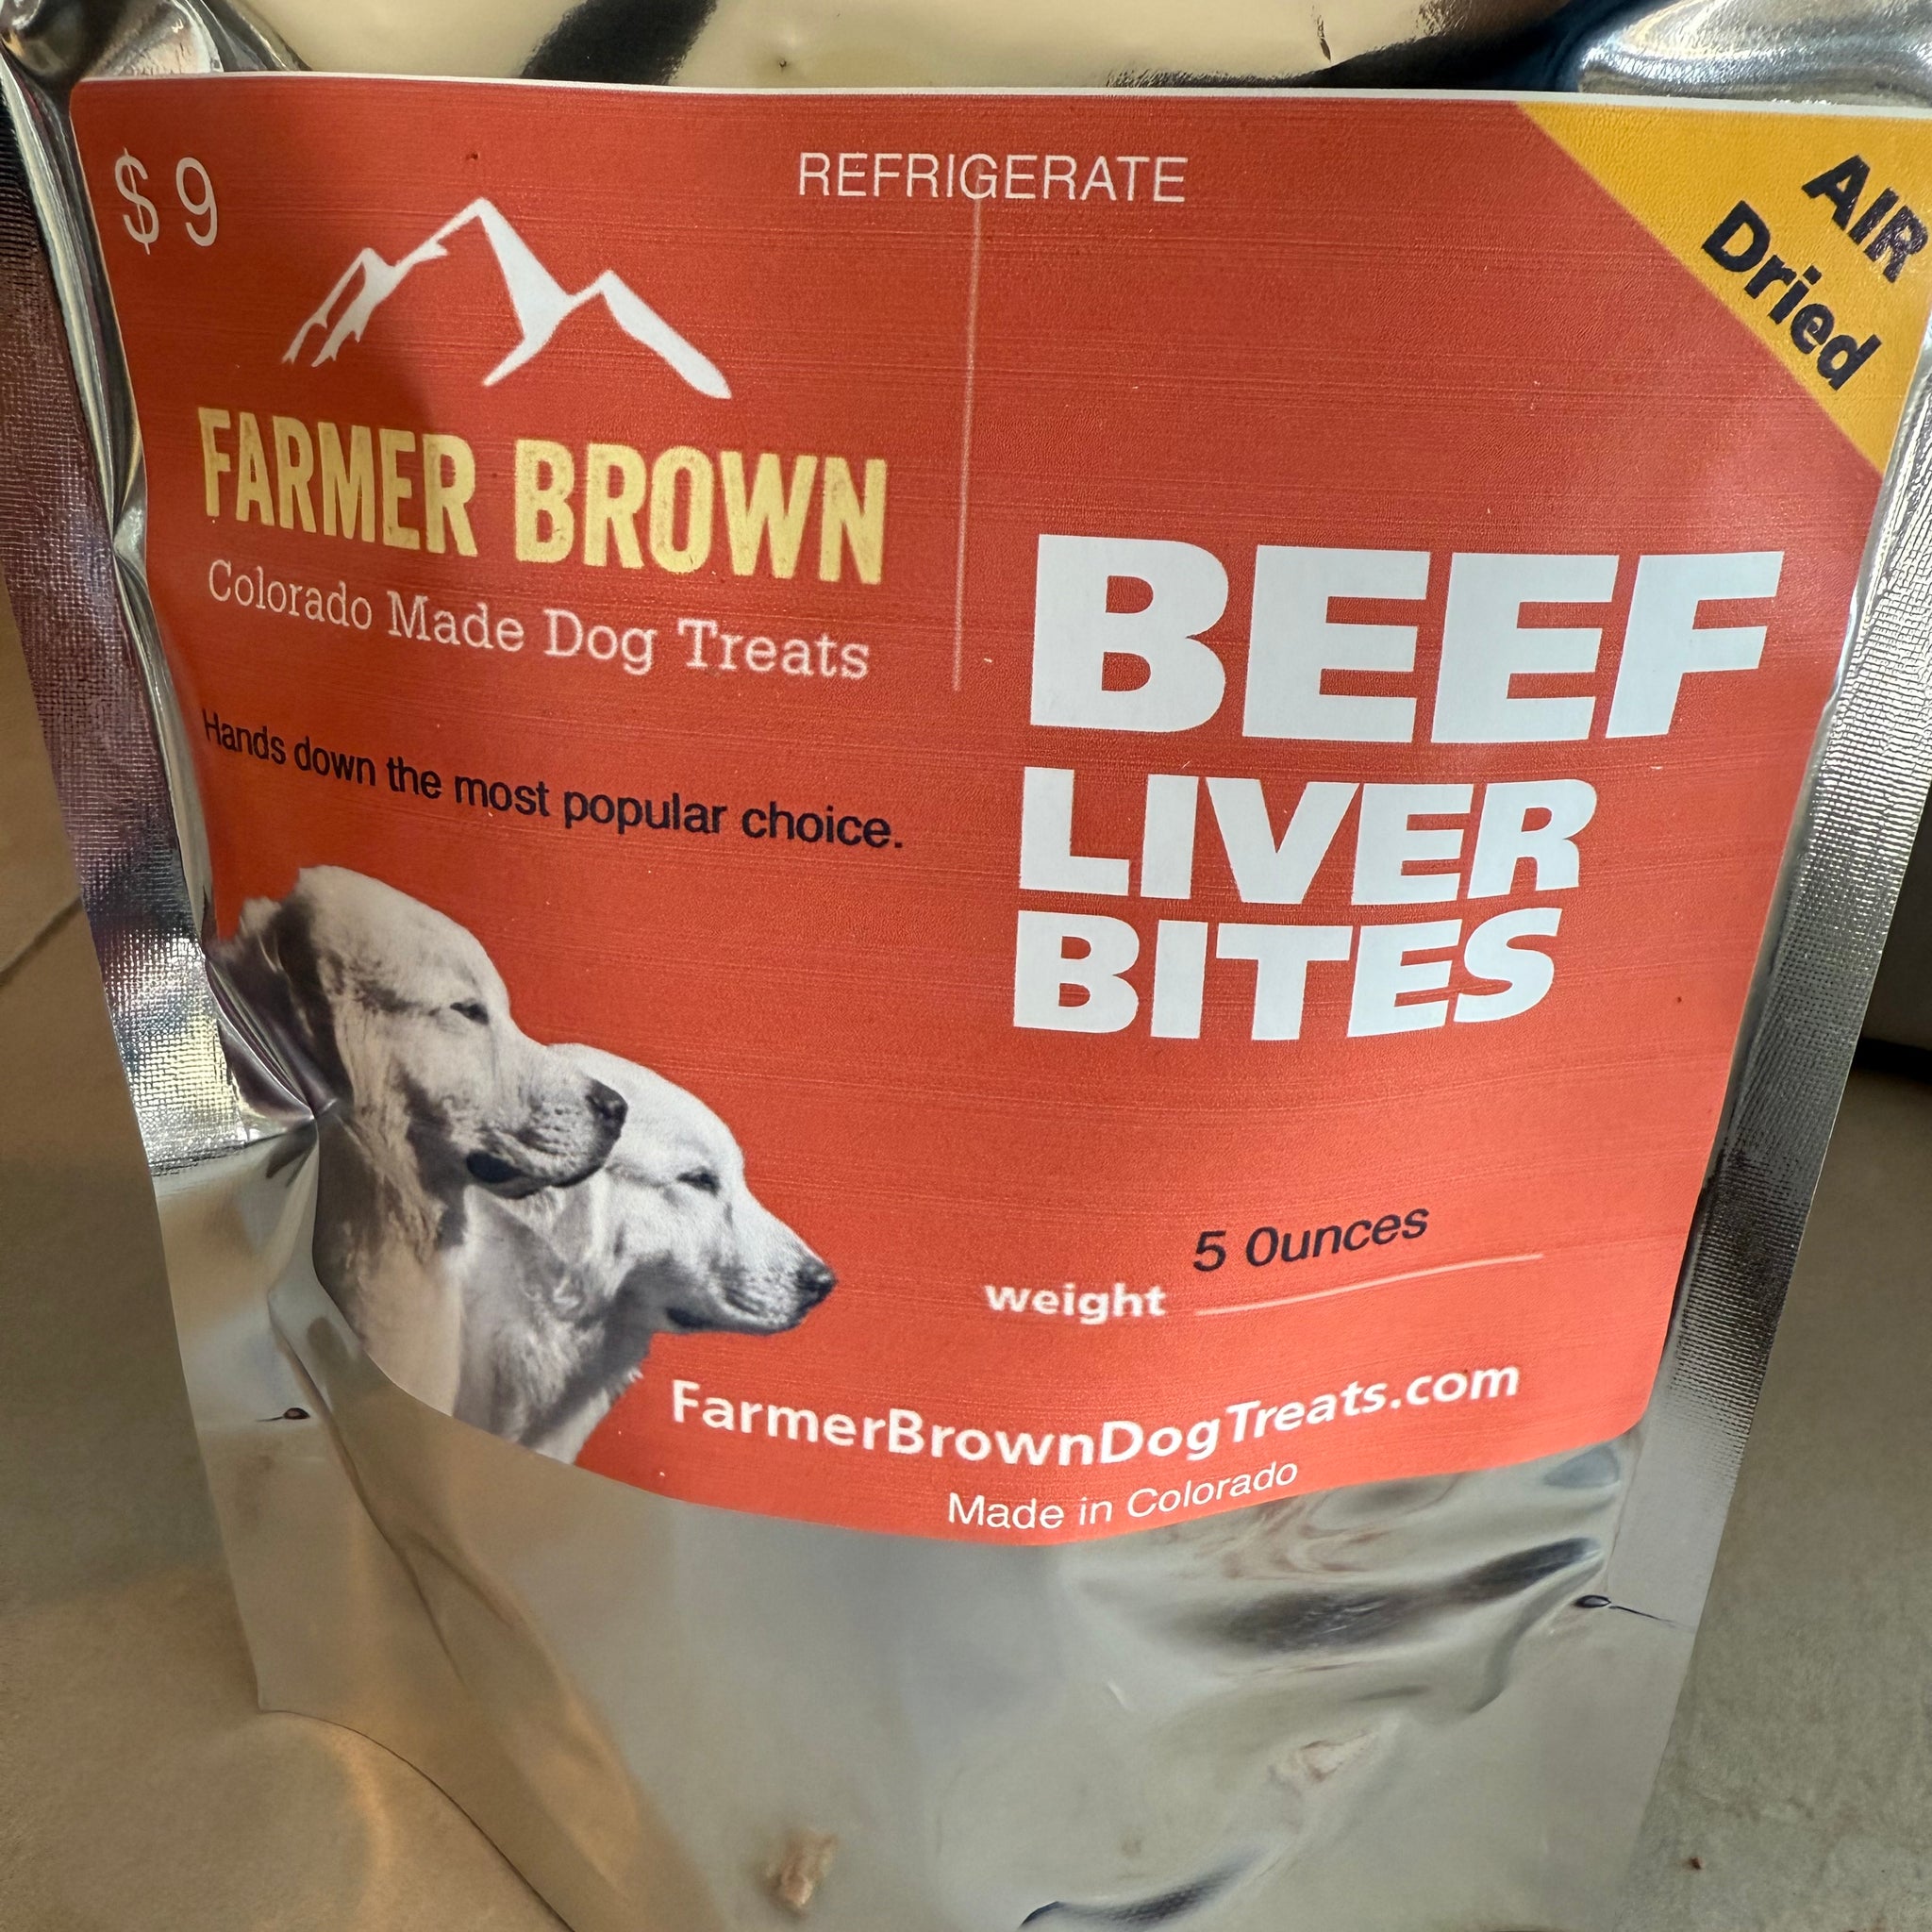 $9
REFRIGERATE
AIR
Dried
FARMER BROWN
Colorado Made Dog Treats
Hands down the most popular choice.
BEEF
LIVER
BITES
weight 5 Ounces
FarmerBrownDogTreats.com
Made in Colorado